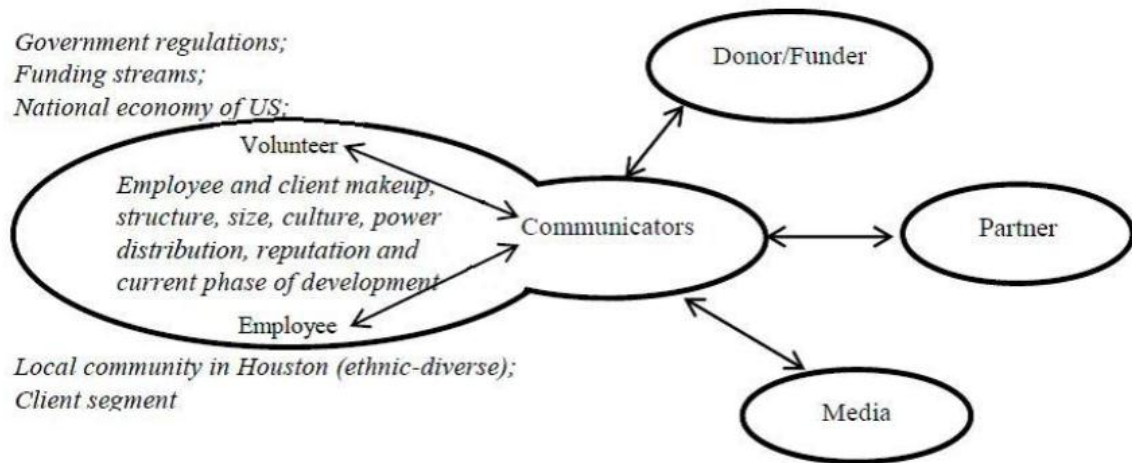 Government regulations;
Funding streams;
National economy of US;
Donor/Funder
Volunteer
Employee and client makeup,
structure, size, culture, power
distribution, reputation and
current phase of development
Communicators
Partner
Employee
Local community in Houston (ethnic-diverse);
Client segment
Media